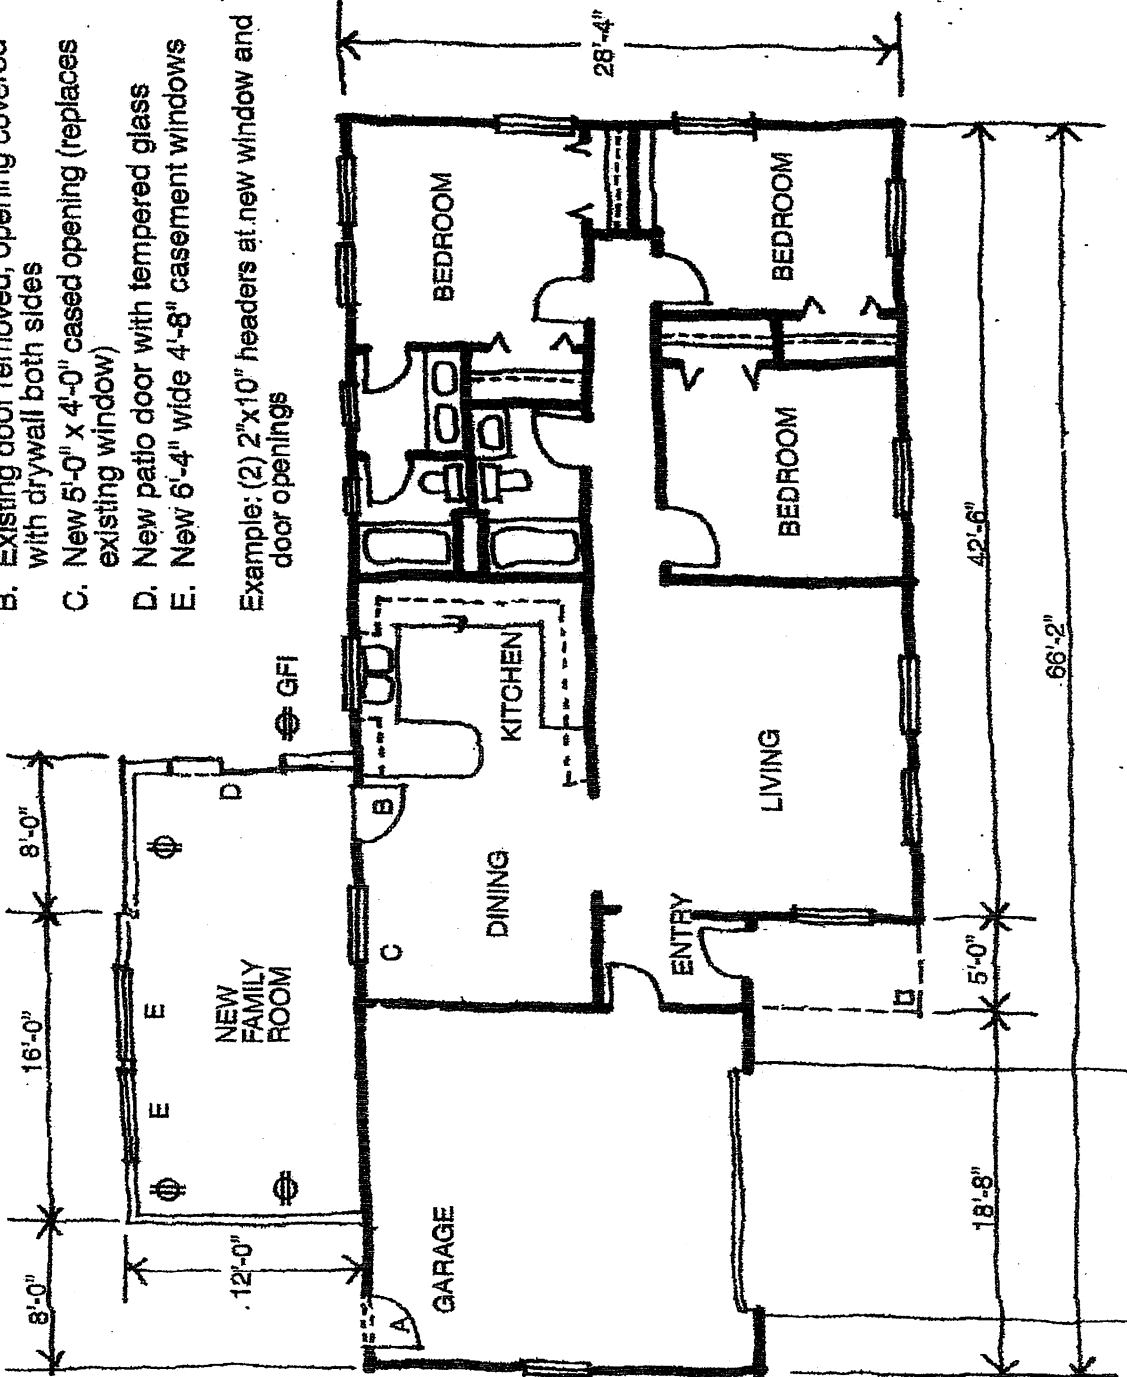 B. Existing door removed, opening covered
with drywall both sides
C. New 5'-0" x 4'-0" cased opening (replaces
existing window)
D. New patio door with tempered glass
E. New 6'-4" wide 4'-8" casement windows
Example: (2) 2"x10" headers at new window and
door openings
8'-0"
16'-0"
8'-0"
12'-0"
GFI
D
E
E
NEW
FAMILY
ROOM
A
B
C
GARAGE
DINING
KITCHEN
BEDROOM
ENTRY
LIVING
BEDROOM
BEDROOM
28'-4"
18'-8"
5'-0"
42'-6"
66'-2"